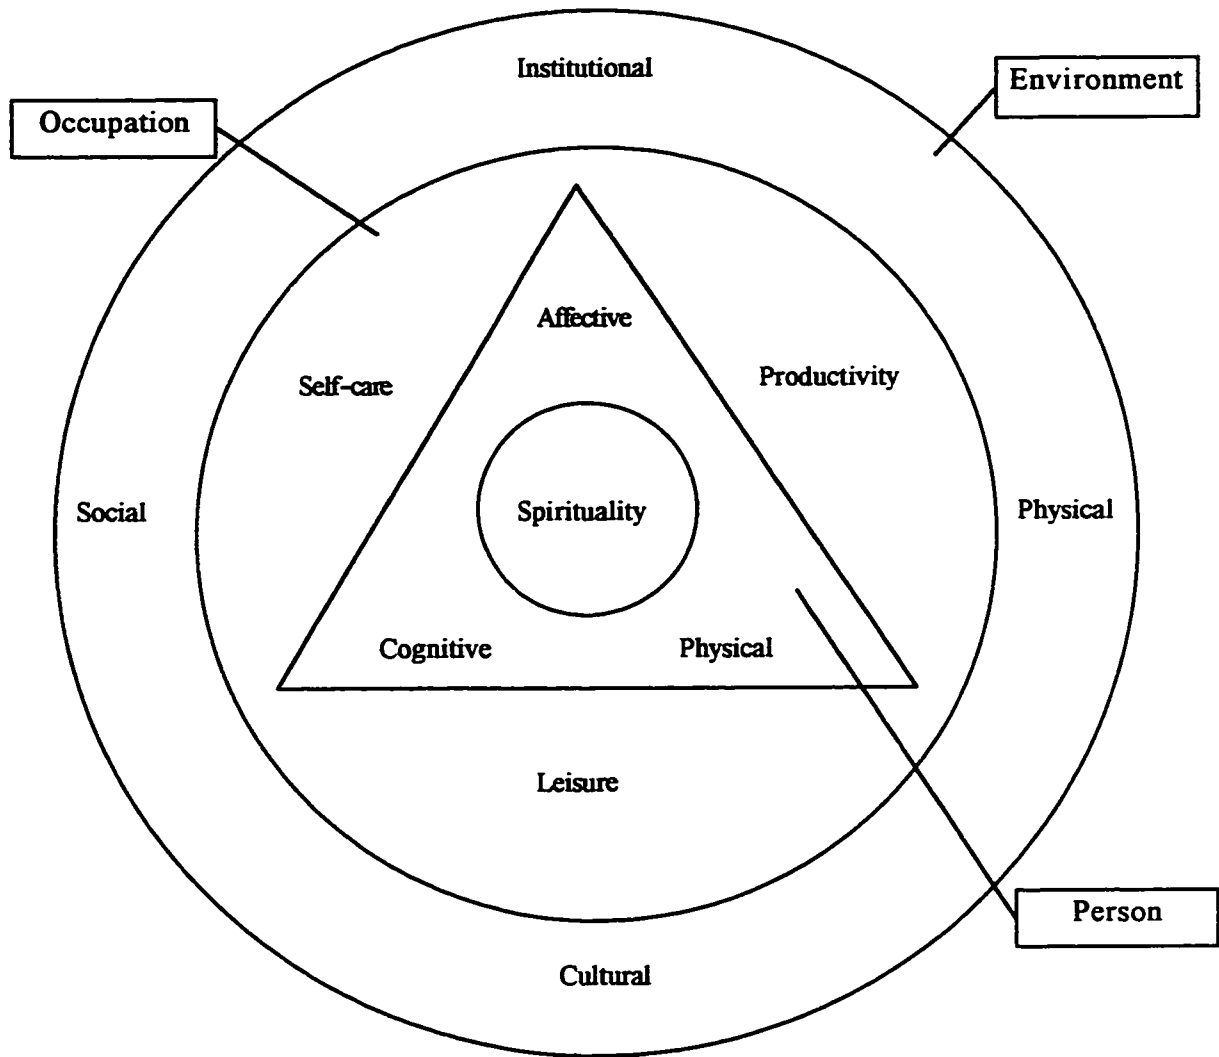 Institutional
Environment
Occupation
Affective
Self-care
Productivity
Social
Spirituality
Physical
Cognitive
Physical
Leisure
Person
Cultural